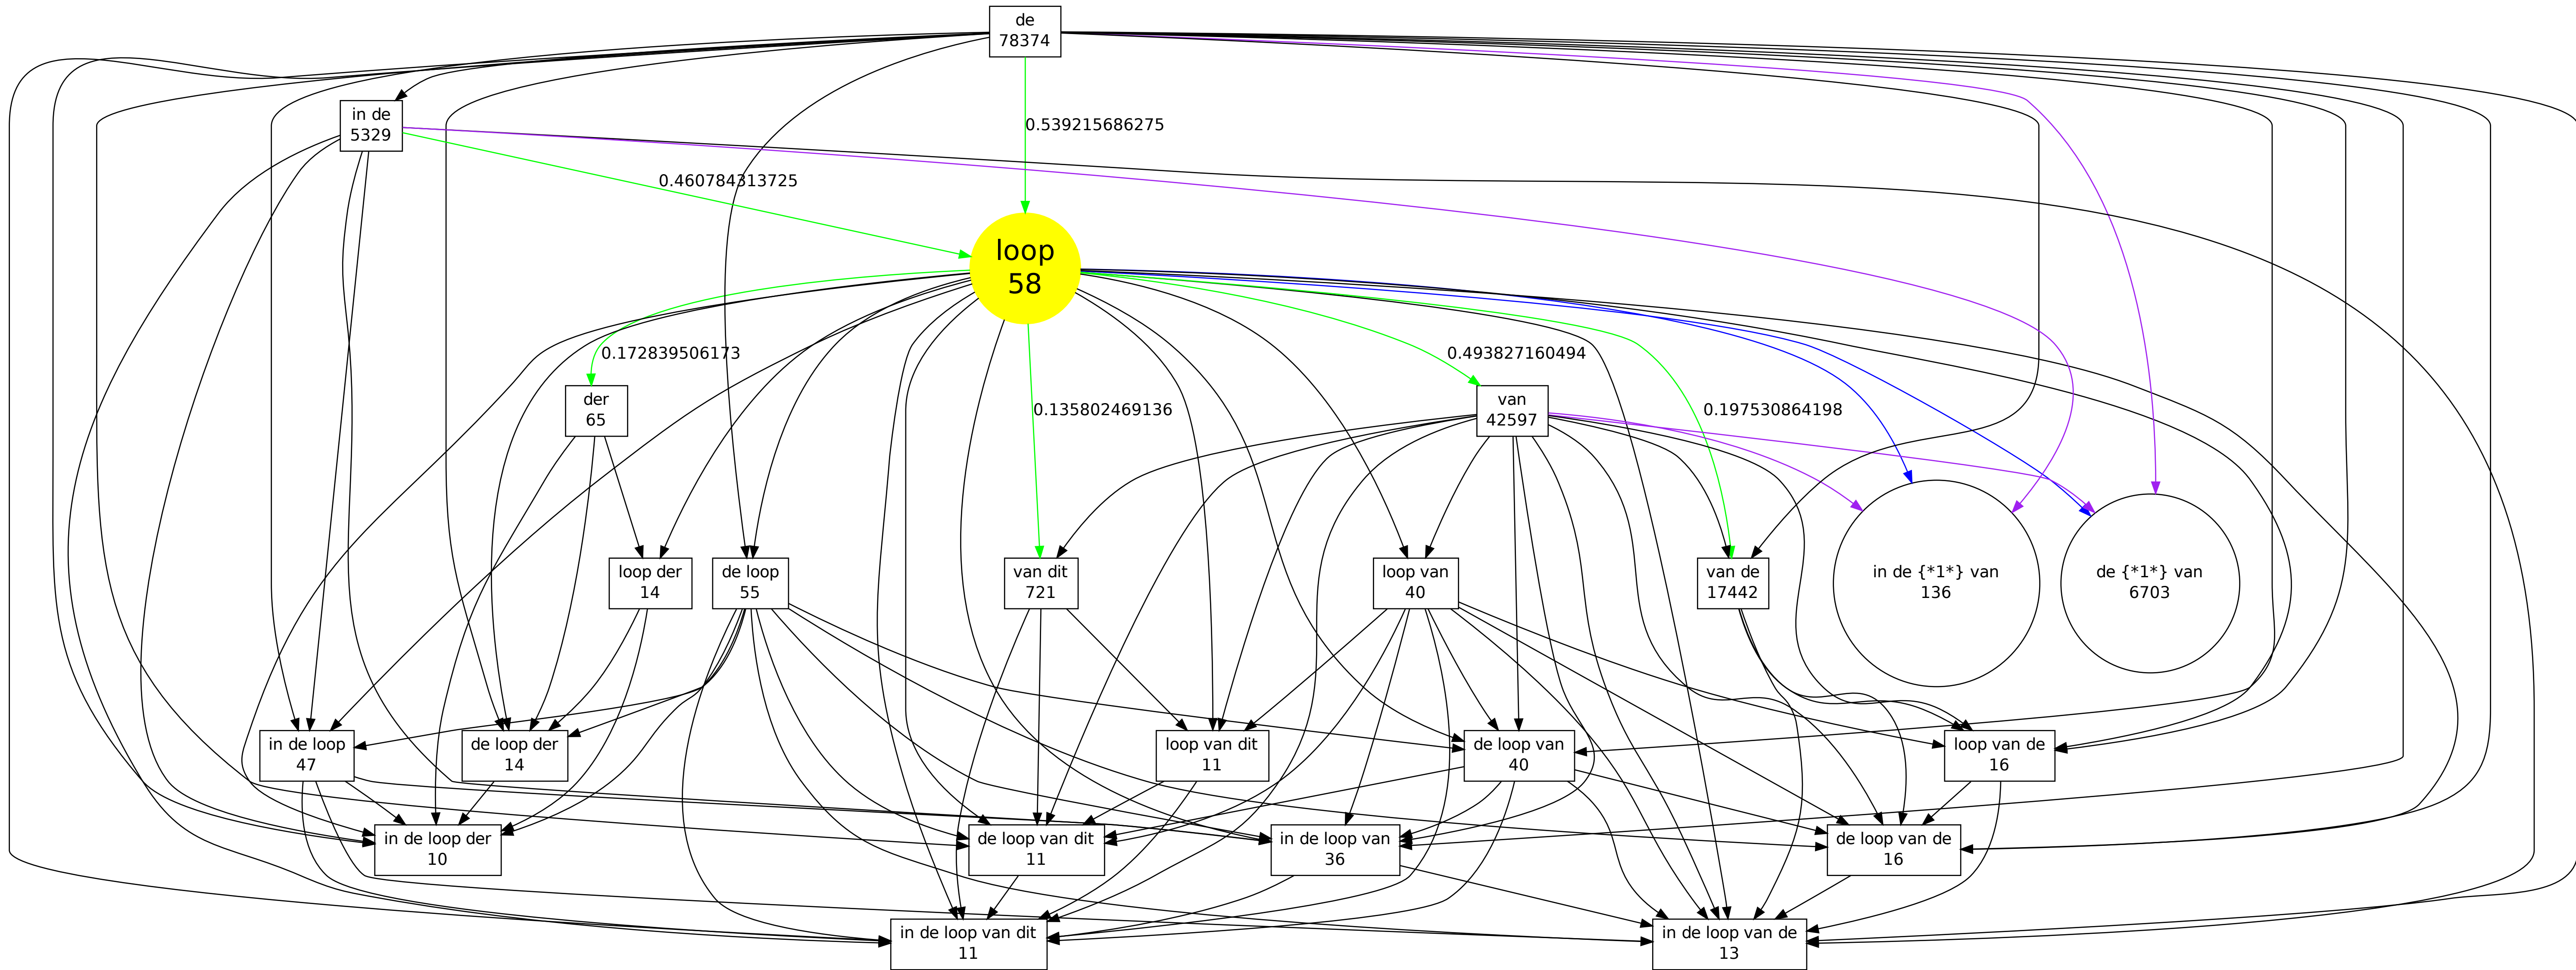 de
78374
in de
5329
0.539215686275
0.460784313725
loop
58
0.172839506173
0.493827160494
der
65
0.135802469136
van
42597
0.197530864198
loop der
14
de loop
55
van dit
721
loop van
40
van de
17442
in de {*1*} van
136
de {*1*} van
6703
in de loop
47
de loop der
14
loop van dit
11
de loop van
40
loop van de
16
in de loop der
10
de loop van dit
11
in de loop van
36
de loop van de
16
in de loop van dit
11
in de loop van de
13